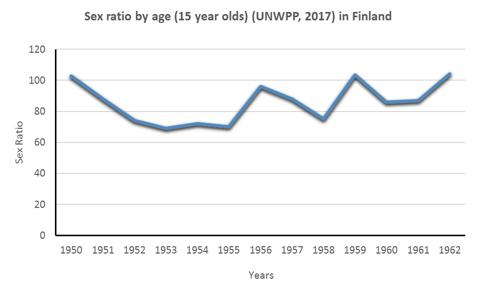 Sex ratio by age (15 year olds) (UNWPP, 2017) in Finland
120
100
80
60
40
20
0
Sex Ratio
1950 1951 1952 1953 1954 1955 1956 1957 1958 1959 1960 1961 1962
Years